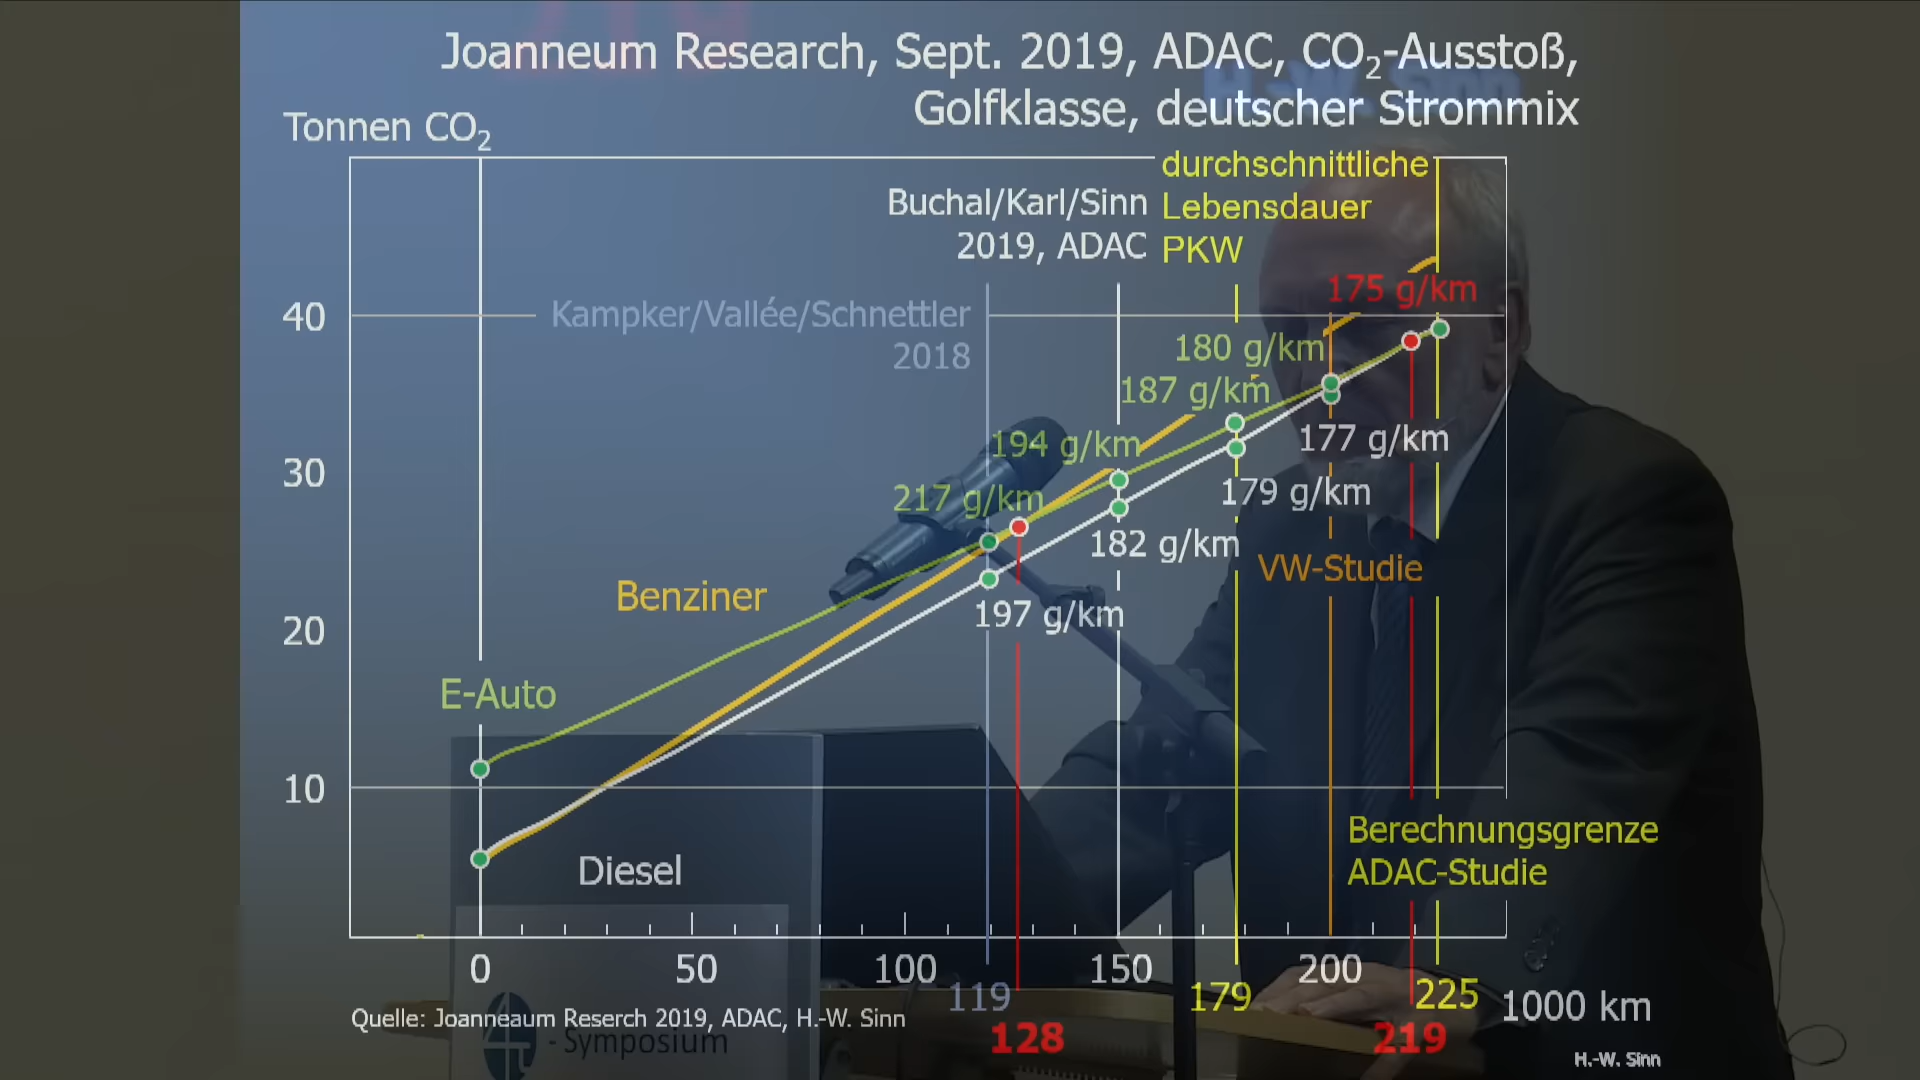 Joanneum Research, Sept. 2019, ADAC, CO₂-Ausstoß,
Golfklasse, deutscher Strommix
Tonnen CO₂
durchschnittliche
Lebensdauer
PKW
Buchal/Karl/Sinn
2019, ADAC
Kampker/Vallée/Schnettler
2018
H.-W. Sinn
40
30
20
10
175 g/km
180 g/km
187 g/km
194 g/km
217 g/km
177 g/km
179 g/km
182 g/km
197 g/km
VW-Studie
Benziner
E-Auto
Diesel
Berechnungsgrenze
ADAC-Studie
0
50
100
150
200
1000 km
119
128
179
219
225
Quelle: Joanneaum Reserch 2019, ADAC, H.-W. Sinn
- Symposium
H.-W. Sinn